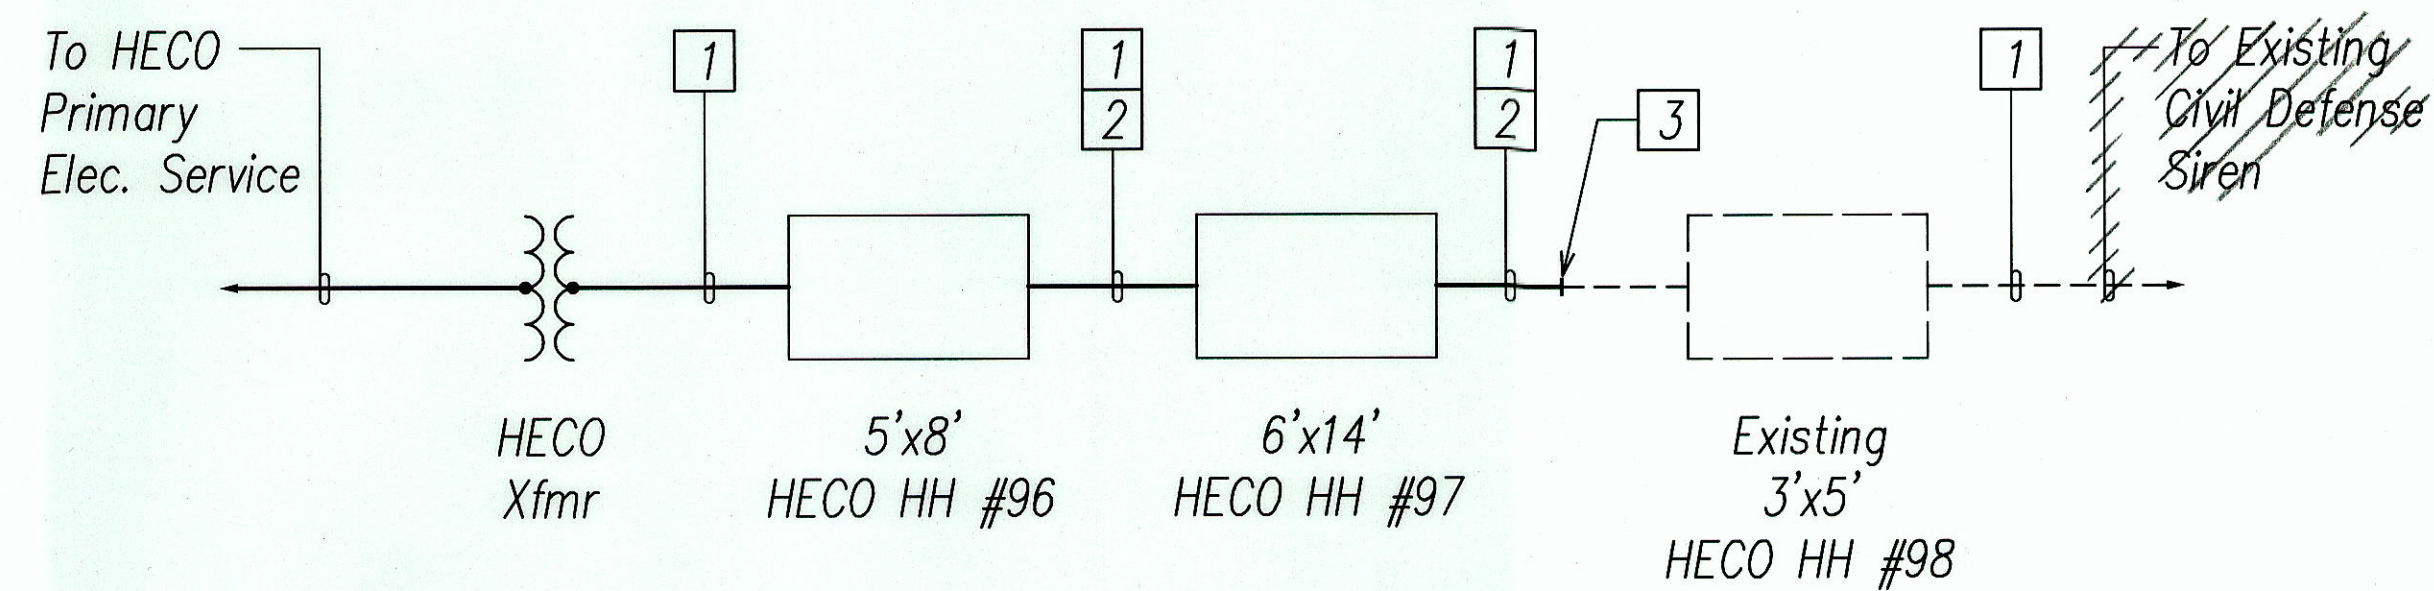 To HECO
Primary
Elec. Service
1
1
2
1
2
3
1
To Existing
Civil Defense
Siren
HECO
Xfmr
5'x8'
HECO HH #96
6'x14'
HECO HH #97
Existing
3'x5'
HECO HH #98